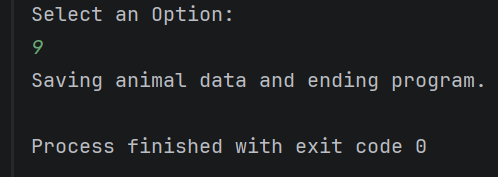 Select an Option:
9
Saving animal data and ending program.
Process finished with exit code 0